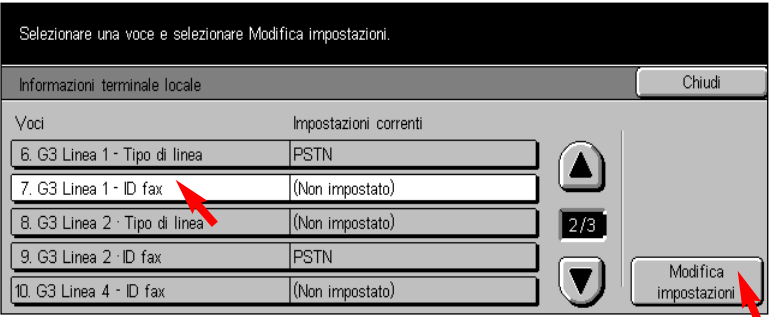 Selezionare una voce e selezionare Modifica impostazioni.
Informazioni terminale locale
Chiudi
Voci Impostazioni correnti
6. G3 Linea 1 - Tipo di linea PSTN
7. G3 Linea 1 - ID fax (Non impostato)
8. G3 Linea 2 · Tipo di linea (Non impostato)
2/3
9. G3 Linea 2 · ID fax PSTN
10. G3 Linea 4 - ID fax (Non impostato)
Modifica
impostazioni